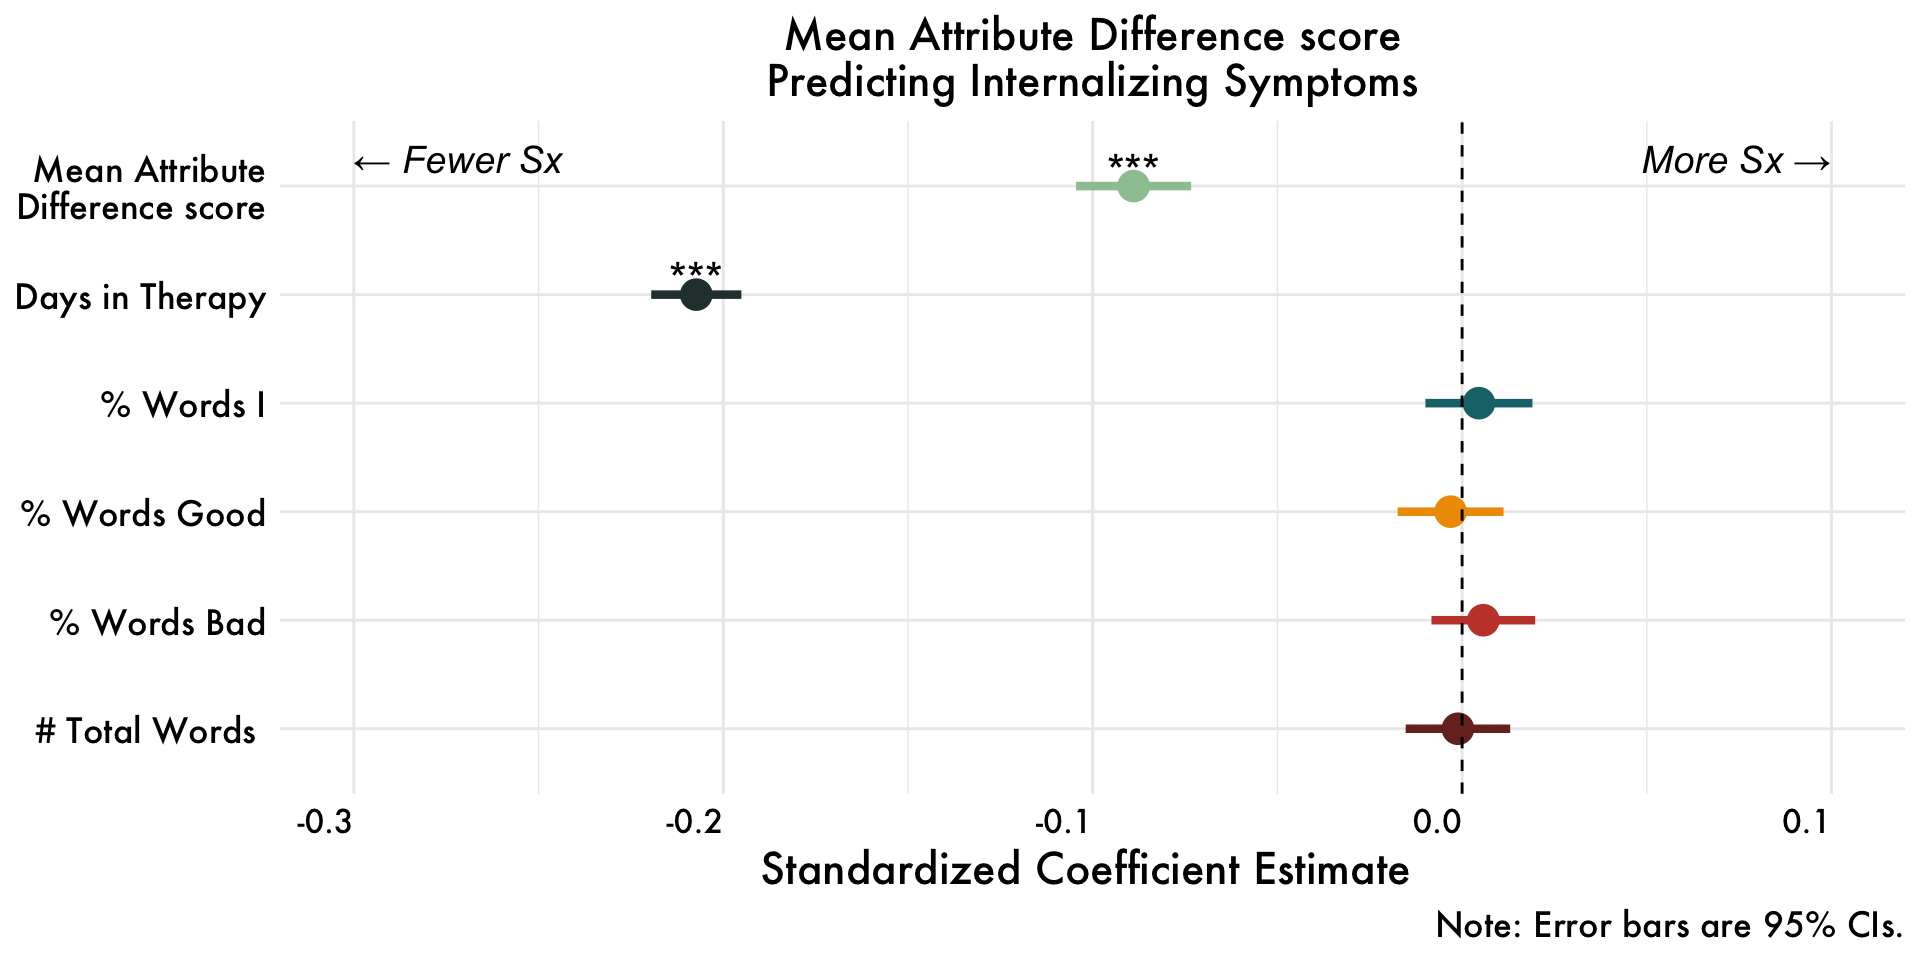 Mean Attribute Difference score
Predicting Internalizing Symptoms
← Fewer Sx
***
More Sx →
Mean Attribute
Difference score
***
Days in Therapy
% Words I
% Words Good
% Words Bad
# Total Words
-0.3 -0.2 -0.1 0.0 0.1
Standardized Coefficient Estimate
Note: Error bars are 95% CIs.